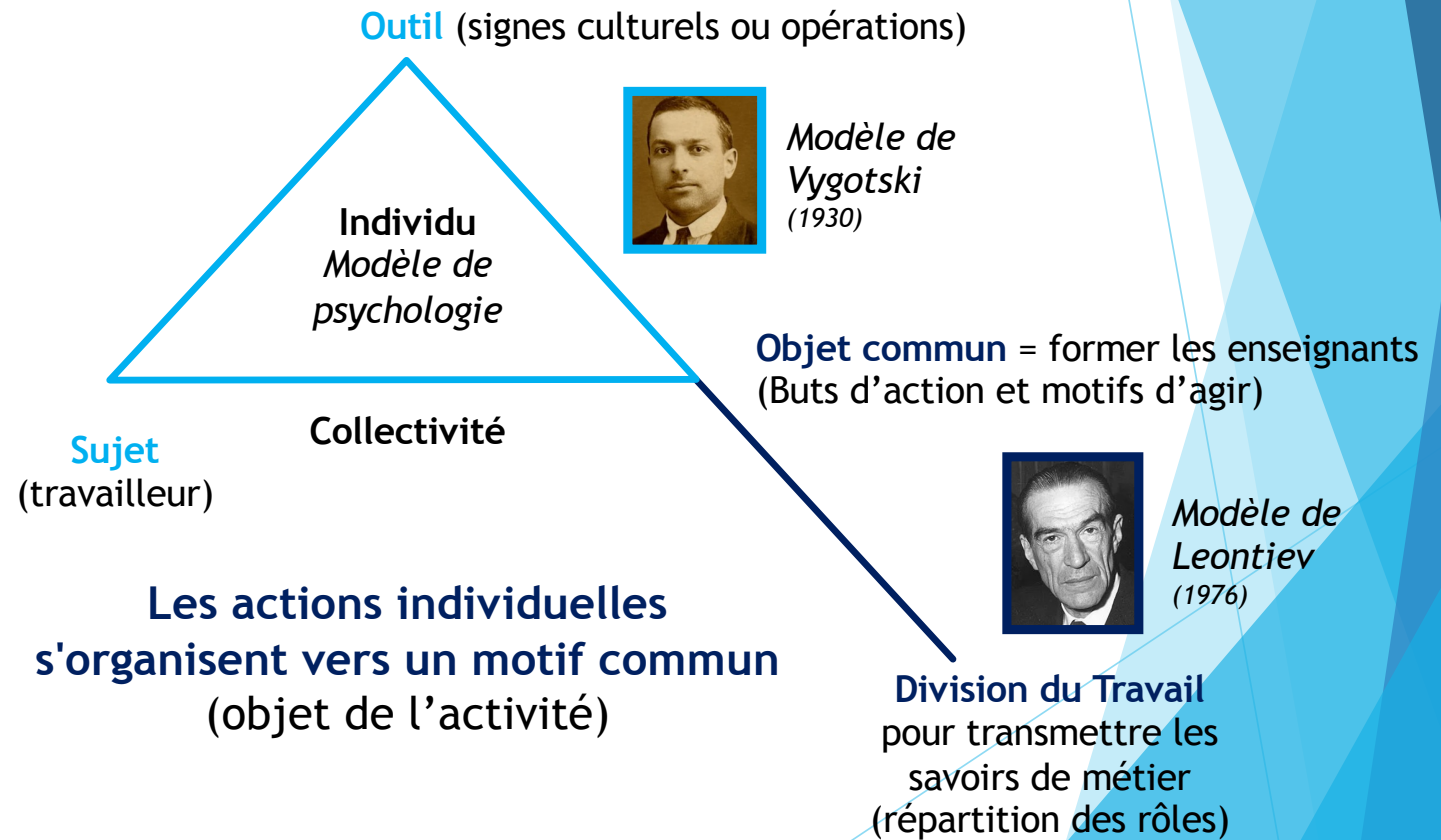 Outil (signes culturels ou opérations)
Modèle de
Vygotski
(1930)
Individu
Modèle de
psychologie
Objet commun = former les enseignants
(Buts d’action et motifs d’agir)
Collectivité
Sujet
(travailleur)
Modèle de
Leontiev
(1976)
Les actions individuelles
s'organisent vers un motif commun
(objet de l’activité)
Division du Travail
pour transmettre les
savoirs de métier
(répartition des rôles)